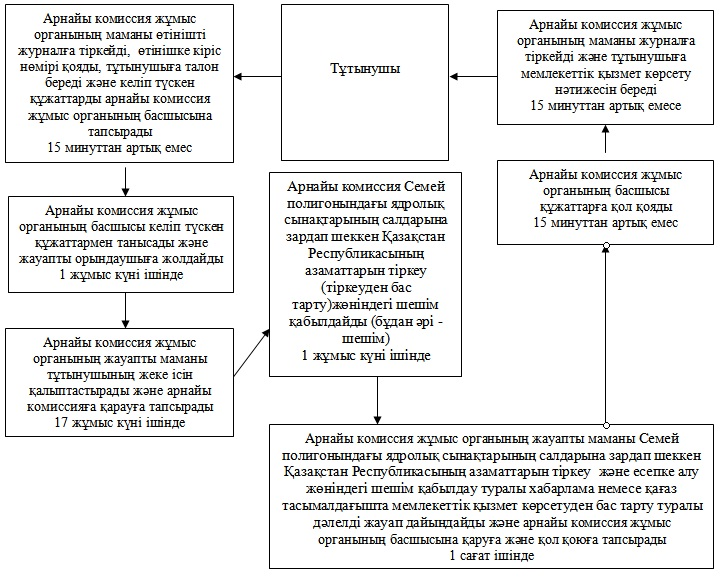 Тұтынушы
Арнайы комиссия жұмыс
органының маманы өтінішті
журналға тіркейді,  өтінішке кіріс
нөмірі қояды, тұтынушыға талон
береді және келіп түскен
құжаттарды арнайы комиссия
жұмыс органының басшысына
тапсырады
15 минуттан артық емес
Арнайы комиссия жұмыс
органының басшысы келіп түскен
құжаттармен танысады және
жауапты орындаушыға жолдайды
1 жұмыс күні ішінде
Арнайы комиссия жұмыс
органының жауапты маманы
тұтынушының жеке ісін
қалыптастырады және арнайы
комиссияға қарауға тапсырады
17 жұмыс күні ішінде
Арнайы комиссия Семей
полигонындағы ядролық
сынақтарының салдарына
зардап шеккен Қазақстан
Республикасының
азаматтарын тіркеу
(тіркеуден бас
тарту)жөніндегі шешім
қабылдайды (бұдан әрі -
шешім)
1 жұмыс күні ішінде
Арнайы комиссия жұмыс органының жауапты маманы Семей
полигонындағы ядролық сынақтарының салдарына зардап шеккен
Қазақстан Республикасының азаматтарын тіркеу  және есепке алу
жөніндегі шешім қабылдау туралы хабарлама немесе қағаз
тасымалдағышта мемлекеттік қызмет көрсетуден бас тарту туралы
дәлелді жауап дайындайды және арнайы комиссия жұмыс
органының басшысына қаруға және қол қоюға тапсырады
1 сағат ішінде
Арнайы комиссия жұмыс
органының басшысы
құжаттарға қол қояды
15 минуттан артық емес
Арнайы комиссия жұмыс
органының маманы журналға
тіркейді және тұтынушыға
мемлекеттік қызмет көрсету
нәтижесін береді
15 минуттан артық емесе